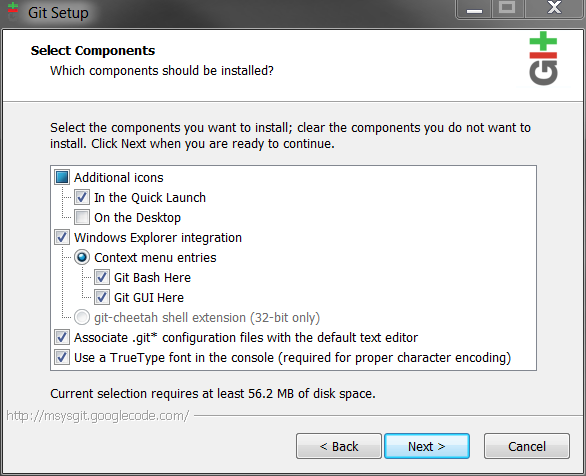 Git Setup
Select Components
Which components should be installed?
GIT
Select the components you want to install; clear the components you do not want to
install. Click Next when you are ready to continue.
Additional icons
In the Quick Launch
On the Desktop
Windows Explorer integration
Context menu entries
Git Bash Here
Git GUI Here
git-cheetah shell extension (32-bit only)
Associate .git* configuration files with the default text editor
Use a TrueType font in the console (required for proper character encoding)
Current selection requires at least 56.2 MB of disk space.
http://msysgit.googlecode.com/
< Back
Next >
Cancel